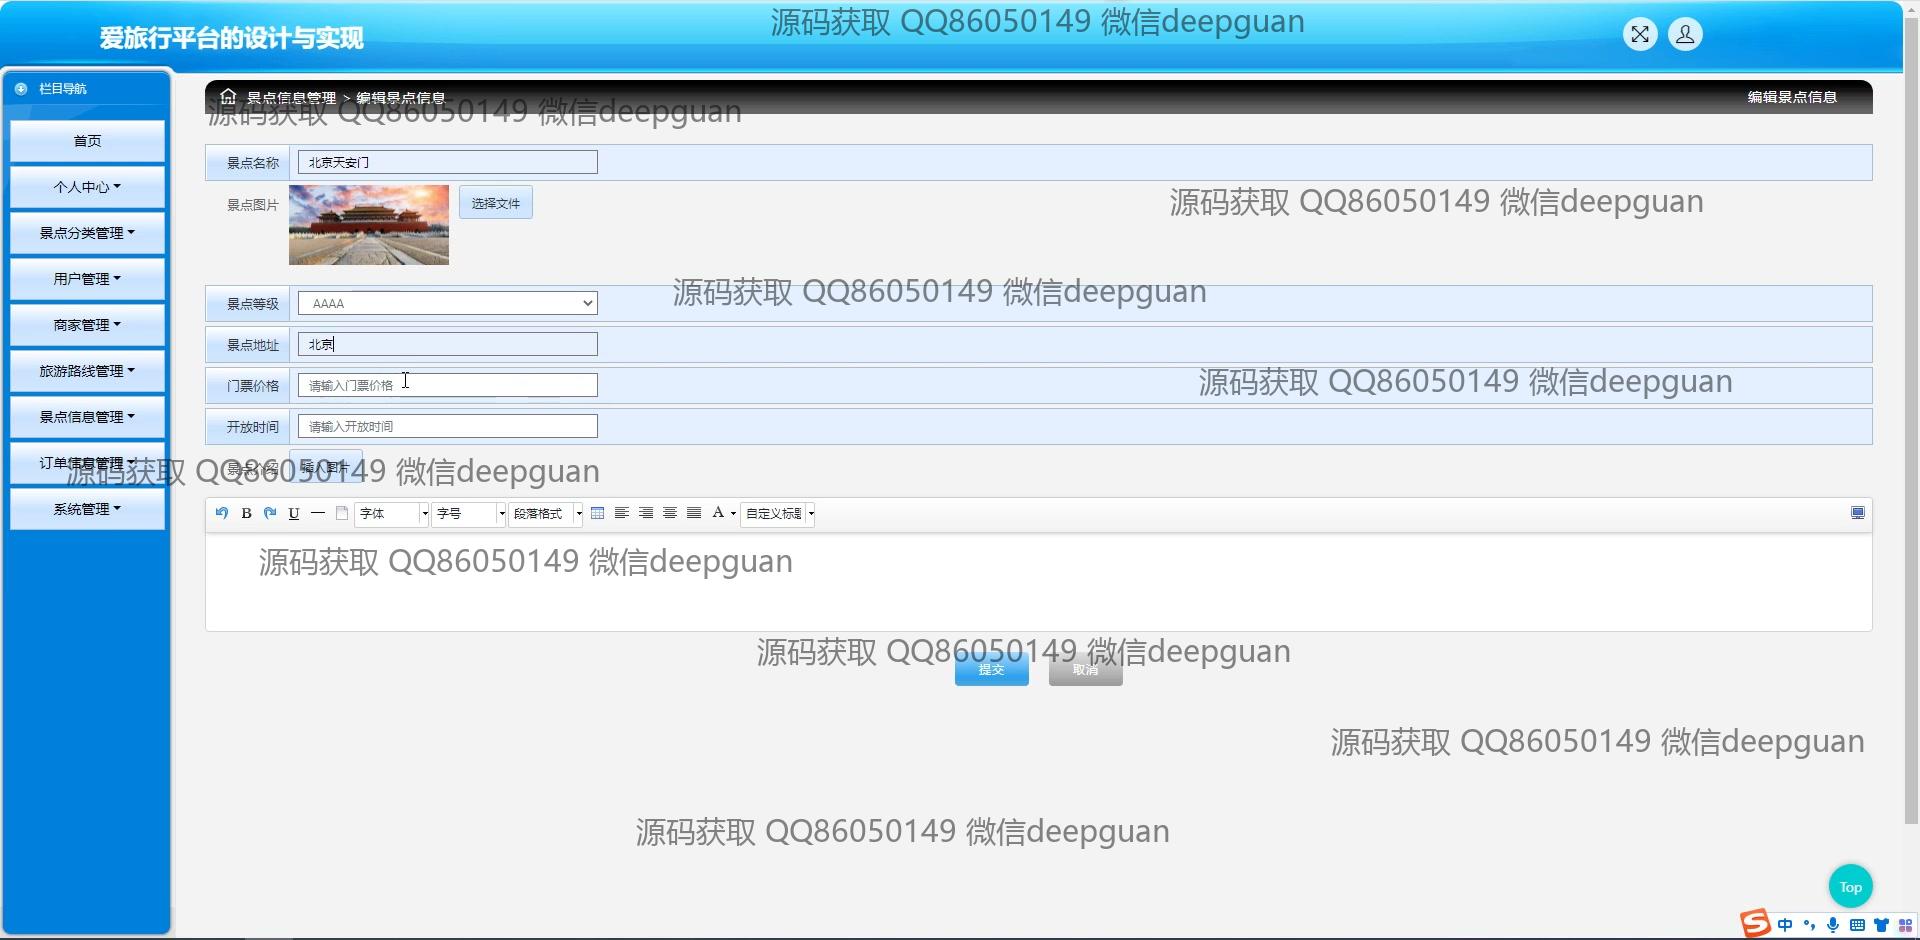 源码获取 QQ86050149 微信deepguan
爱旅行平台的设计与实现
栏目导航
首页
个人中心
景点分类管理
用户管理
商家管理
旅游路线管理
景点信息管理
订单信息管理
系统管理
景点信息管理 > 编辑景点信息
编辑景点信息
源码获取 QQ86050149 微信deepguan
景点名称 北京天安门
景点图片 选择文件
源码获取 QQ86050149 微信deepguan
源码获取 QQ86050149 微信deepguan
景点等级 AAAA
景点地址 北京
门票价格 请输入门票价格
源码获取 QQ86050149 微信deepguan
开放时间 请输入开放时间
景点介绍 插入图片
源码获取 QQ86050149 微信deepguan
B U 字体 字号 段落格式 A 自定义标题
源码获取 QQ86050149 微信deepguan
源码获取 QQ86050149 微信deepguan
提交 取消
源码获取 QQ86050149 微信deepguan
源码获取 QQ86050149 微信deepguan
Top
S 中